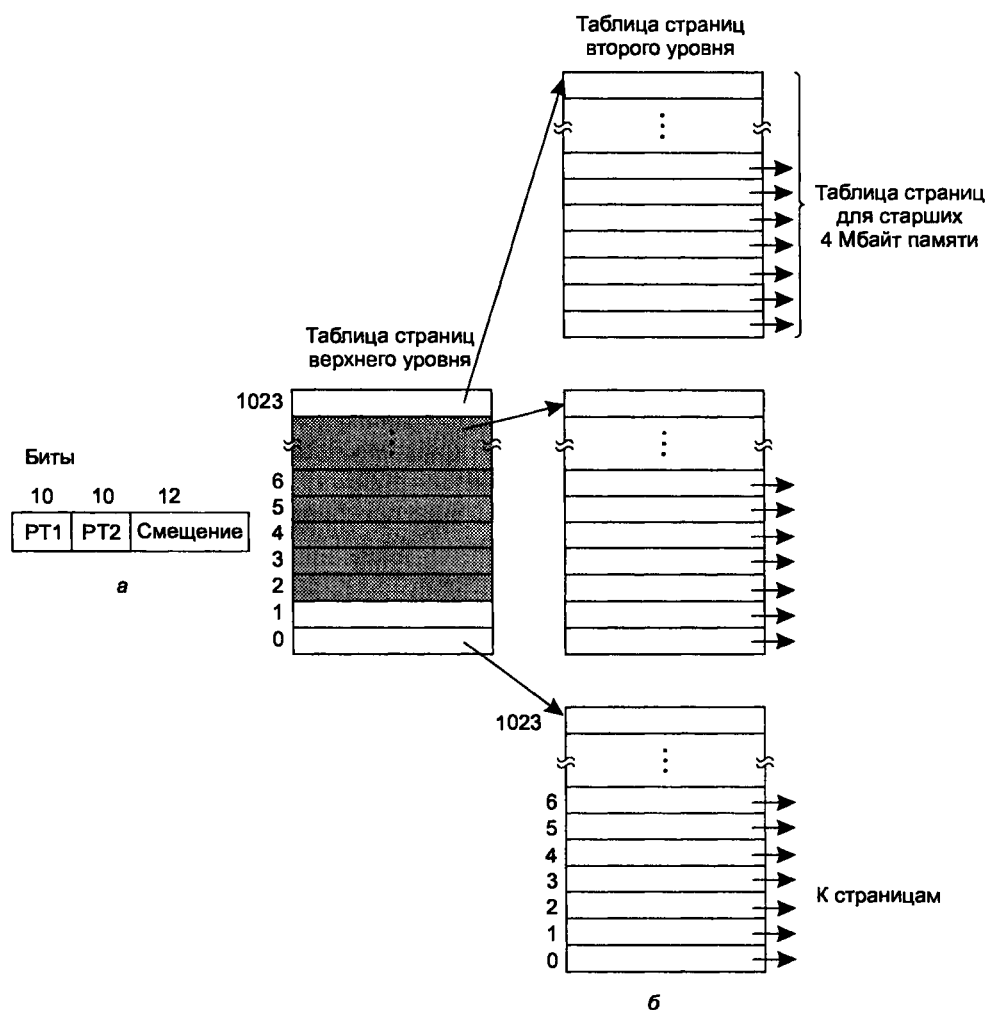 Таблица страниц
второго уровня
Таблица страниц
для старших
4 Мбайт памяти
Таблица страниц
верхнего уровня
1023
6
5
4
3
2
1
0
Биты
10 10 12
PT1 PT2 Смещение
а
1023
6
5
4
3
2
1
0
К страницам
б